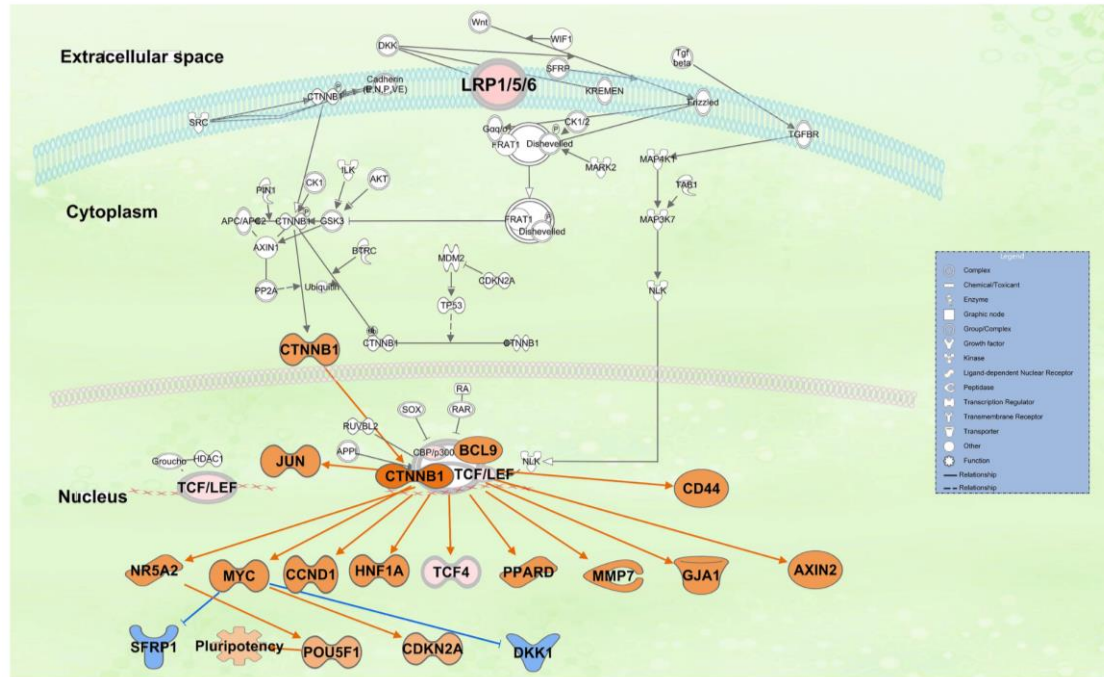 Wnt
DKK
WIF1
Extracellular space
Tgf
beta
SFRP
LRP1/5/6
Cadherin
(E,N,P,VE)
P
CTNNB1
KREMEN
Frizzled
SRC
CK1/2
Gαq/o
P
FRAT1
Dishevelled
TGFBR
MAP4K1
MARK2
ILK
CK1
AKT
PIN1
TAB1
Cytoplasm
P
APC/APC2
CTNNB1
GSK3
FRAT1
P
Dishevelled
MAP3K7
AXIN1
BTRC
MDM2
CDKN2A
PP2A
Ubiquitin
NLK
TP53
CTNNB1
CTNNB1
CTNNB1
RA
SOX
RAR
RUVBL2
BCL9
CBP/p300
APPL
HDAC1
Groucho
JUN
NLK
CTNNB1
TCF/LEF
TCF/LEF
CD44
Nucleus
NR5A2
MYC
CCND1
HNF1A
TCF4
PPARD
MMP7
GJA1
AXIN2
SFRP1
Pluripotency
POU5F1
CDKN2A
DKK1
Legend
Complex
Chemical/Toxicant
Enzyme
Graphic node
Group/Complex
Growth factor
Kinase
Ligand-dependent Nuclear Receptor
Peptidase
Transcription Regulator
Transmembrane Receptor
Transporter
Other
Function
Relationship
Relationship